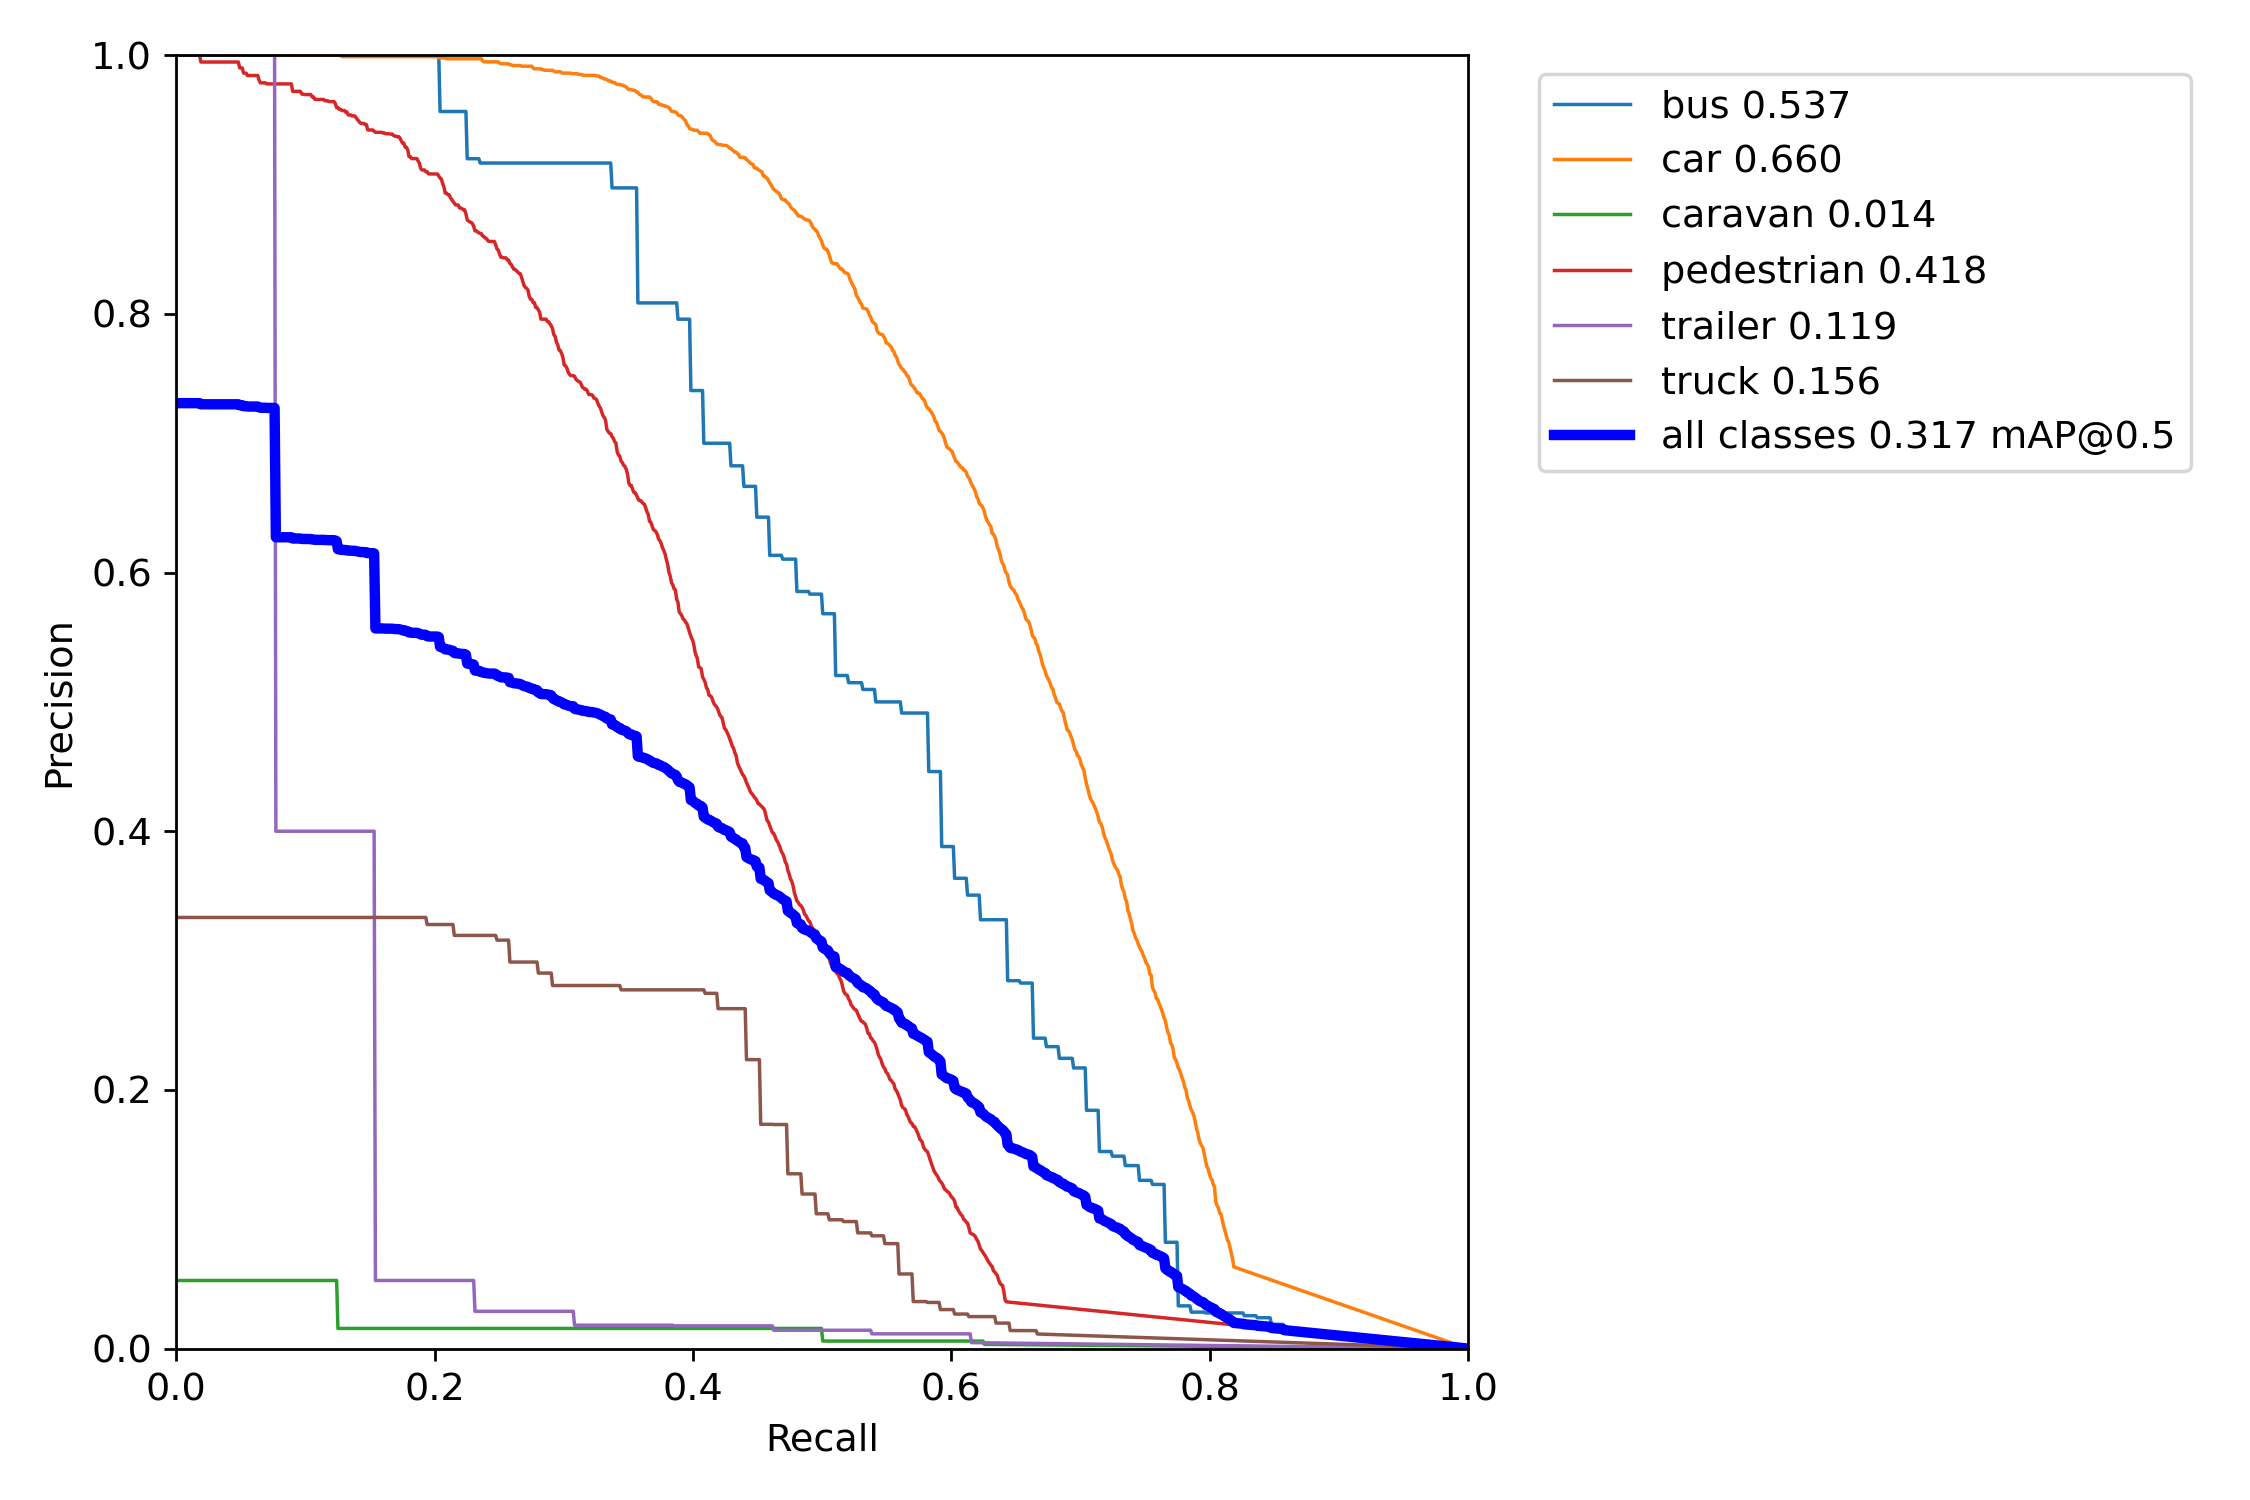 1.0
0.8
0.6
0.4
0.2
0.0
Precision
0.0 0.2 0.4 0.6 0.8 1.0
Recall
bus 0.537
car 0.660
caravan 0.014
pedestrian 0.418
trailer 0.119
truck 0.156
all classes 0.317 mAP@0.5